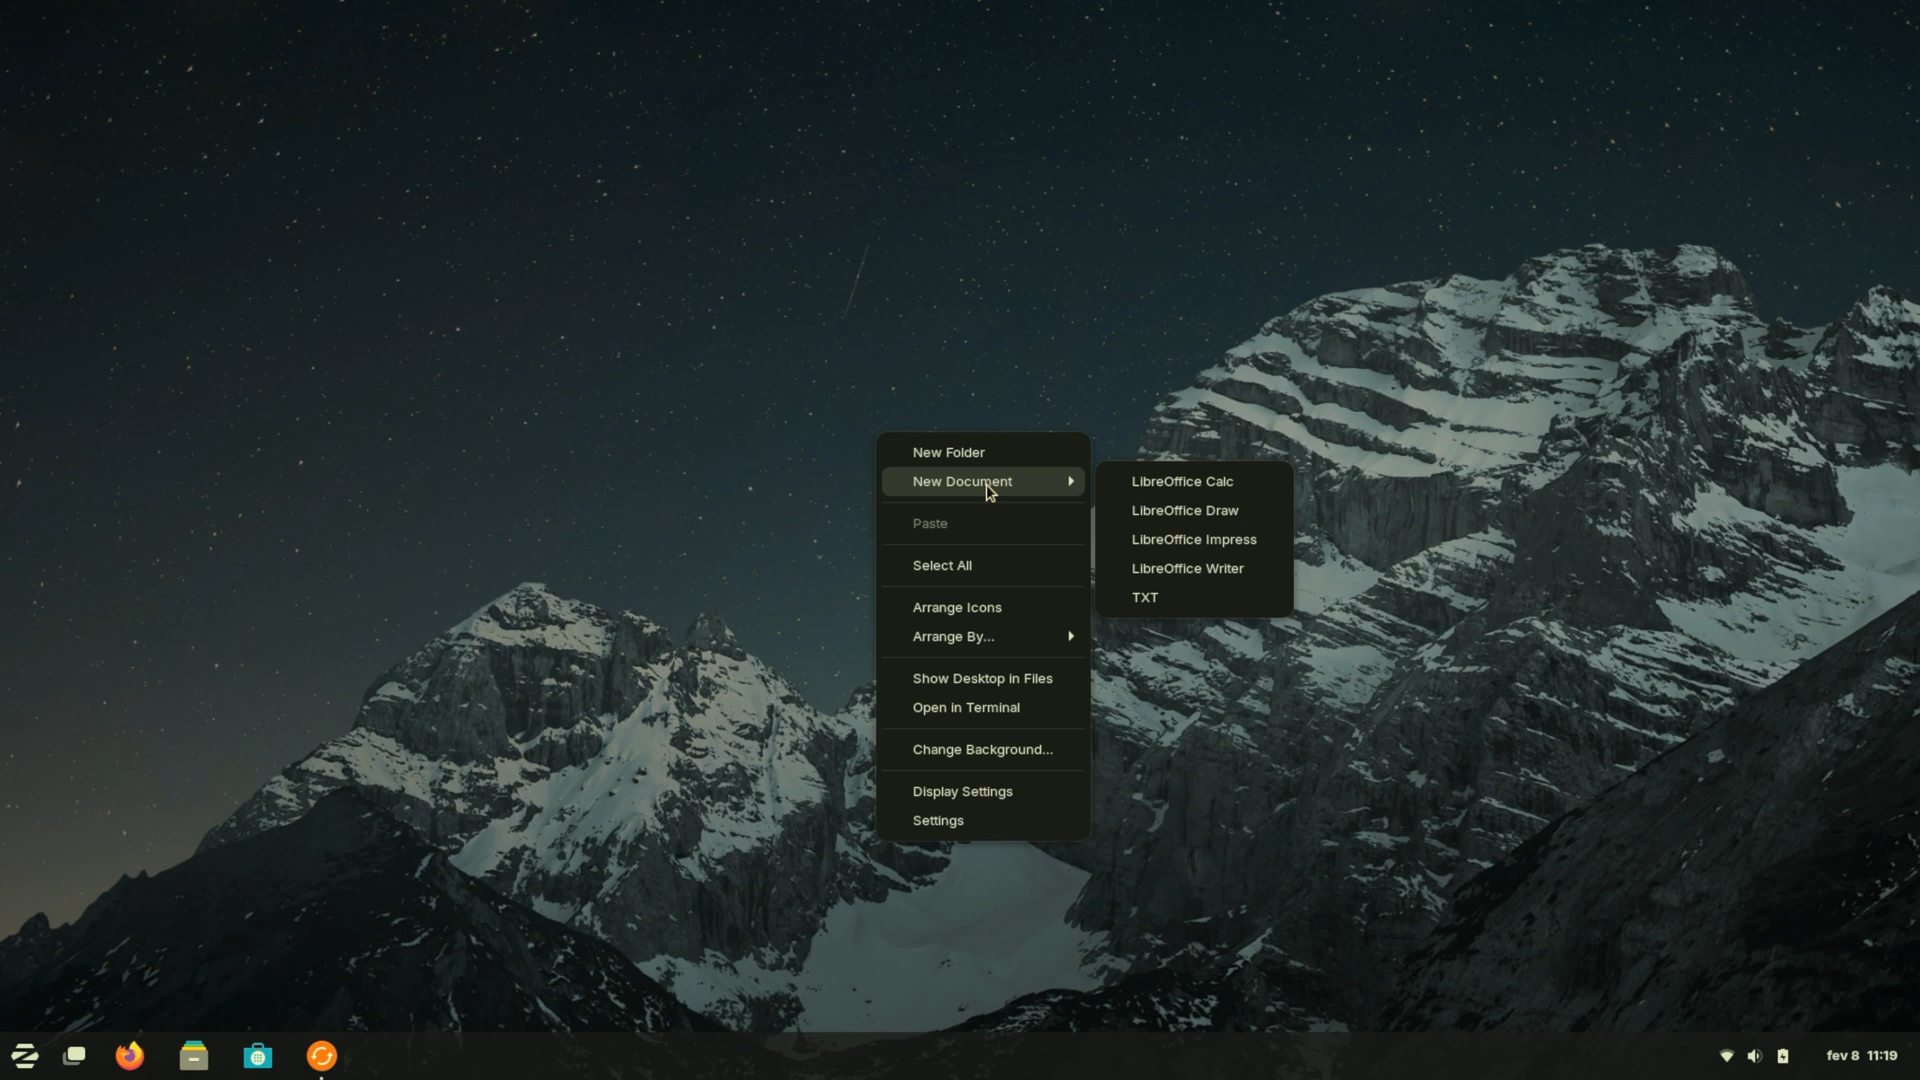 New Folder
New Document
Paste
Select All
Arrange Icons
Arrange By...
Show Desktop in Files
Open in Terminal
Change Background...
Display Settings
Settings
LibreOffice Calc
LibreOffice Draw
LibreOffice Impress
LibreOffice Writer
TXT
fev 8 11:19